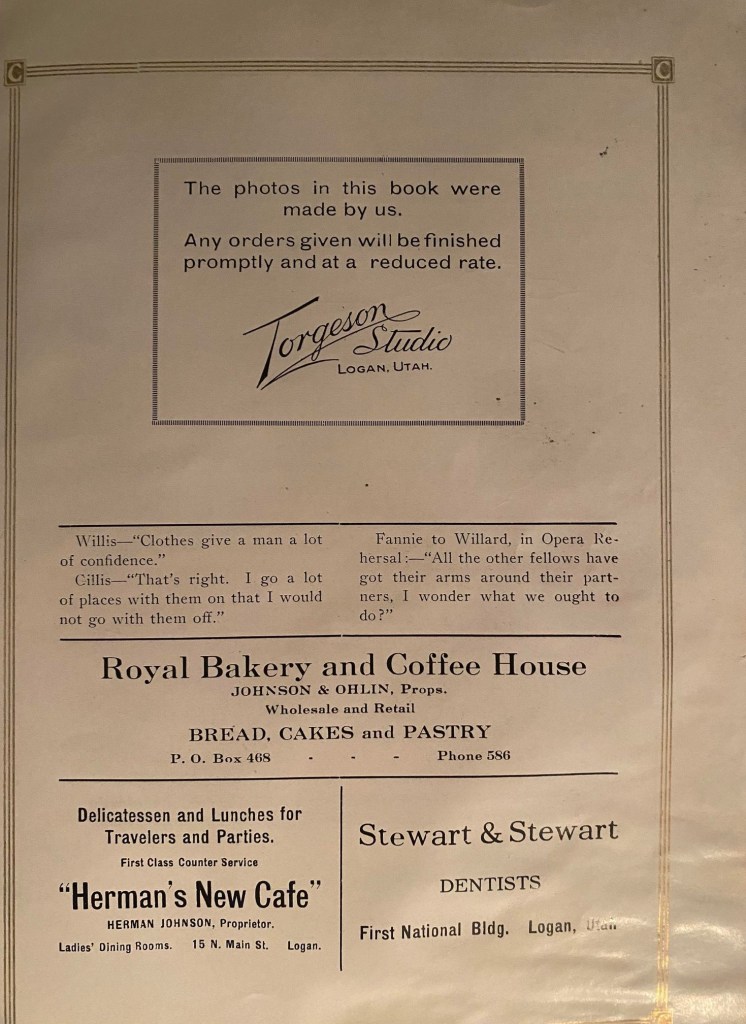 C C
The photos in this book were
made by us.
Any orders given will be finished
promptly and at a reduced rate.
Torgeson
Studio
LOGAN, UTAH.
Willis—“Clothes give a man a lot
of confidence.”
Gillis—“That's right. I go a lot
of places with them on that I would
not go with them off.”
Fannie to Willard, in Opera Re-
hersal:—“All the other fellows have
got their arms around their part-
ners, I wonder what we ought to
do?”
Royal Bakery and Coffee House
JOHNSON & OHLIN, Props.
Wholesale and Retail
BREAD, CAKES and PASTRY
P. O. Box 468 - - - Phone 586
Delicatessen and Lunches for
Travelers and Parties.
First Class Counter Service
“Herman's New Cafe”
HERMAN JOHNSON, Proprietor.
Ladies' Dining Rooms. 15 N. Main St. Logan.
Stewart & Stewart
DENTISTS
First National Bldg. Logan, Utah